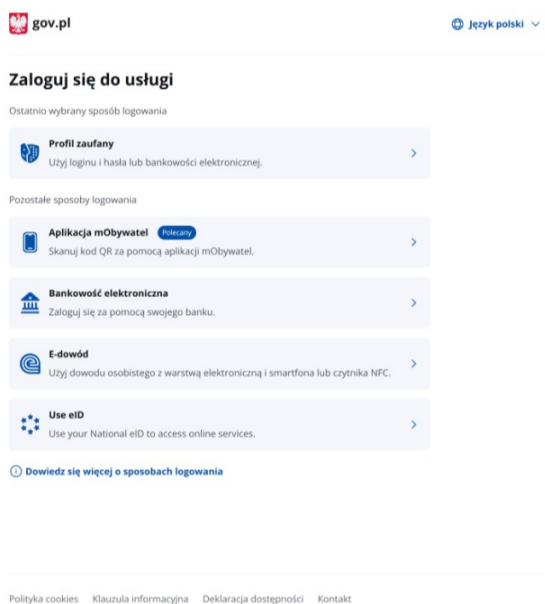 gov.pl
Język polski
Zaloguj się do usługi
Ostatnio wybrany sposób logowania
Profil zaufany
Użyj loginu i hasła lub bankowości elektronicznej.
Pozostałe sposoby logowania
Aplikacja mObywatel Polecany
Skanuj kod QR za pomocą aplikacji mObywatel.
Bankowość elektroniczna
Zaloguj się za pomocą swojego banku.
E-dowód
Użyj dowodu osobistego z warstwą elektroniczną i smartfona lub czytnika NFC.
Use eID
Use your National eID to access online services.
Dowiedz się więcej o sposobach logowania
Polityka cookies Klauzula informacyjna Deklaracja dostępności Kontakt